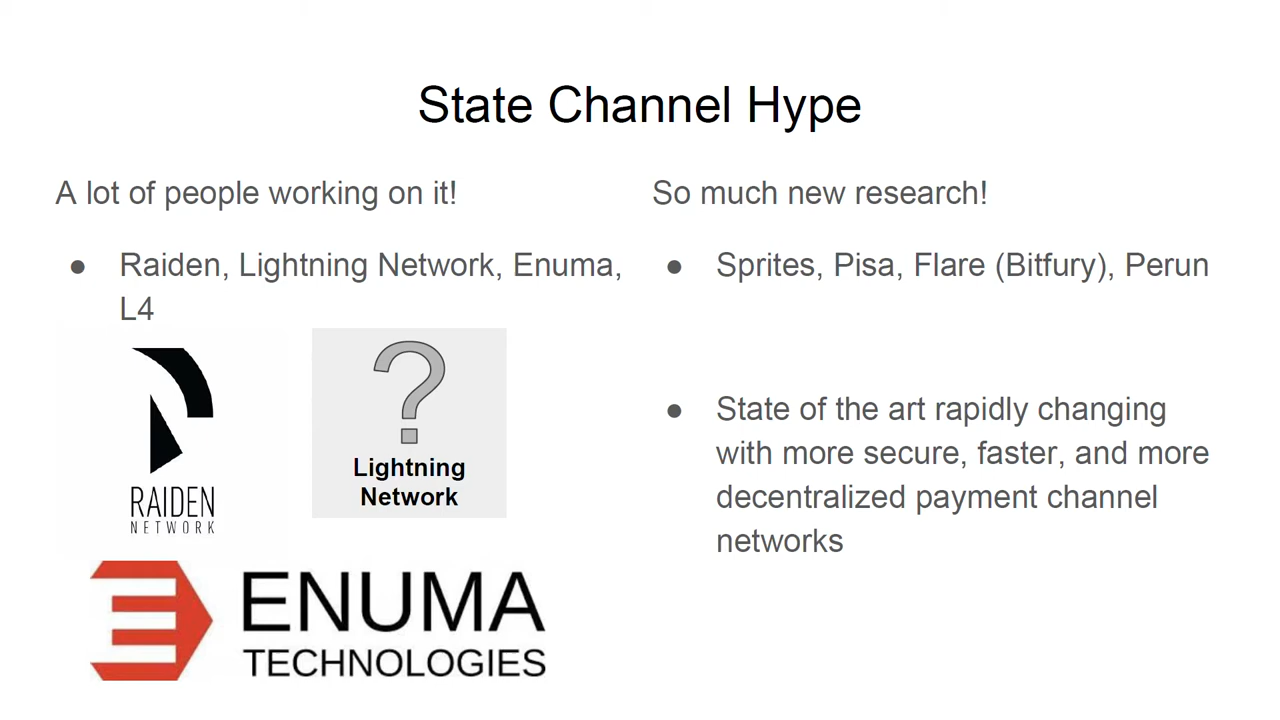 State Channel Hype
A lot of people working on it!
● Raiden, Lightning Network, Enuma,
L4
RAIDEN
NETWORK
?
Lightning
Network
ENUMA
TECHNOLOGIES
So much new research!
● Sprites, Pisa, Flare (Bitfury), Perun
● State of the art rapidly changing
with more secure, faster, and more
decentralized payment channel
networks